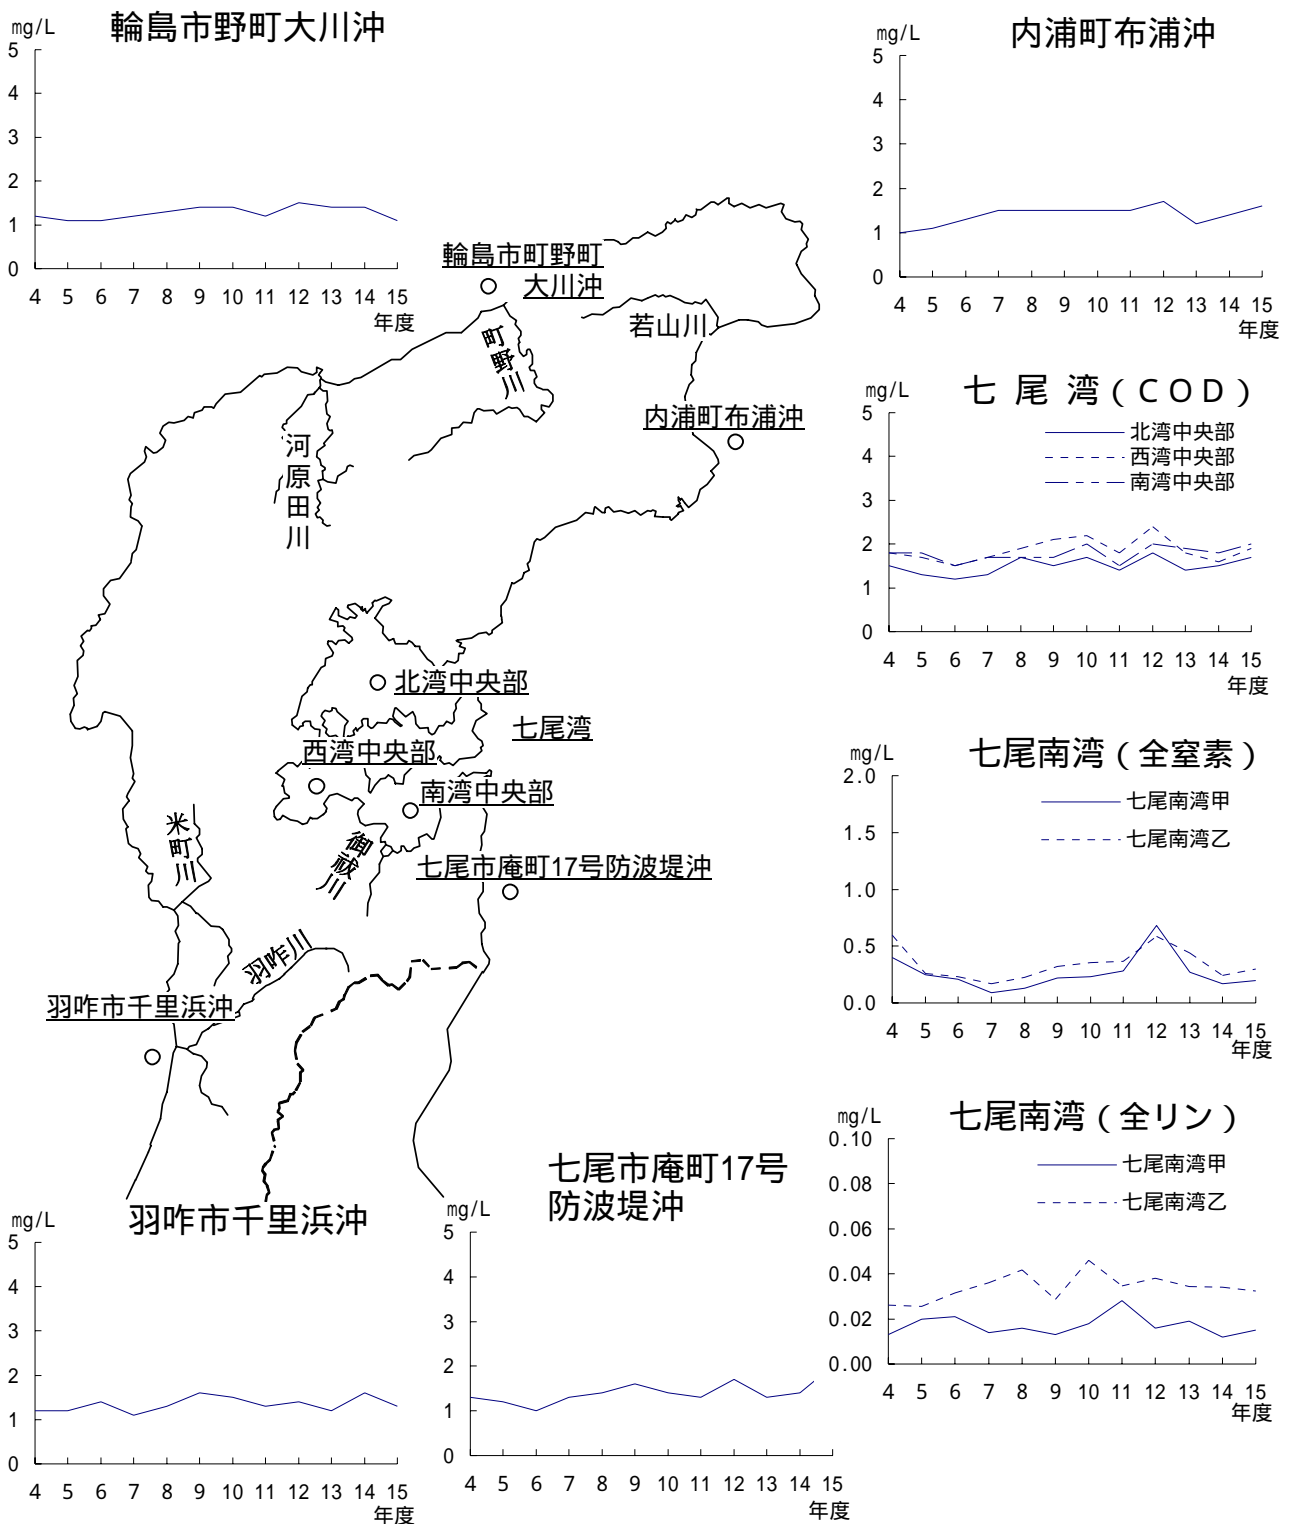 輪島市野町大川沖
mg/L
5
4
3
2
1
0
4 5 6 7 8 9 10 11 12 13 14 15
年度
内浦町布浦沖
mg/L
5
4
3
2
1
0
4 5 6 7 8 9 10 11 12 13 14 15
年度
輪島市町野町
大川沖
若山川
町野川
内浦町布浦沖
河原田川
北湾中央部
七尾湾
西湾中央部
南湾中央部
米町川
御祓川
七尾市庵町17号防波堤沖
羽咋川
羽咋市千里浜沖
七尾湾(COD)
mg/L
北湾中央部
西湾中央部
南湾中央部
5
4
3
2
1
0
4 5 6 7 8 9 10 11 12 13 14 15
年度
七尾南湾(全窒素)
mg/L
七尾南湾甲
七尾南湾乙
2.0
1.5
1.0
0.5
0.0
4 5 6 7 8 9 10 11 12 13 14 15
年度
七尾南湾(全リン)
mg/L
七尾南湾甲
七尾南湾乙
0.10
0.08
0.06
0.04
0.02
0.00
4 5 6 7 8 9 10 11 12 13 14 15
年度
羽咋市千里浜沖
mg/L
5
4
3
2
1
0
4 5 6 7 8 9 10 11 12 13 14 15
年度
七尾市庵町17号
防波堤沖
mg/L
5
4
3
2
1
0
4 5 6 7 8 9 10 11 12 13 14 15
年度